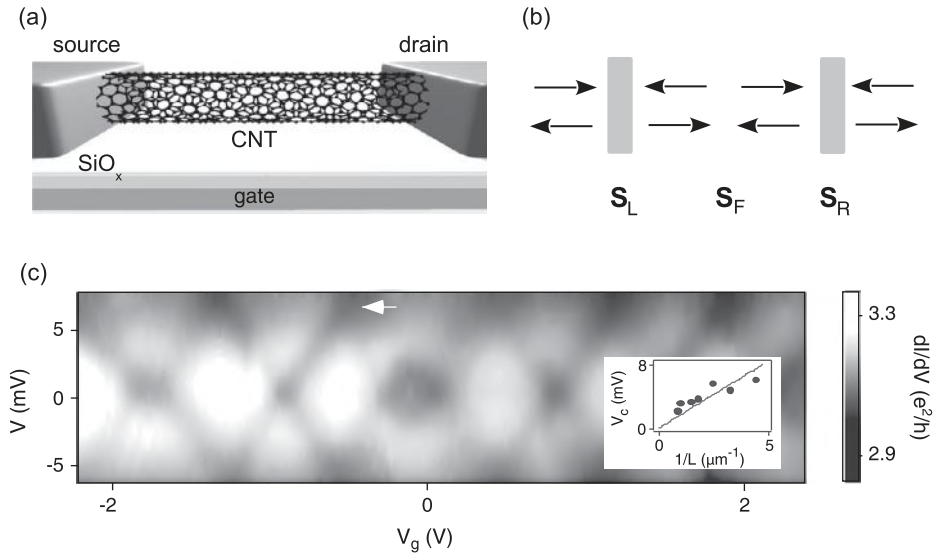 (a)
source
drain
CNT
SiOx
gate
(b)
SL
SF
SR
(c)
V (mV)
5
0
-5
-2
0
2
Vg (V)
Vc (mV)
8
0
0
5
1/L (μm-1)
3.3
2.9
dI/dV (e2/h)